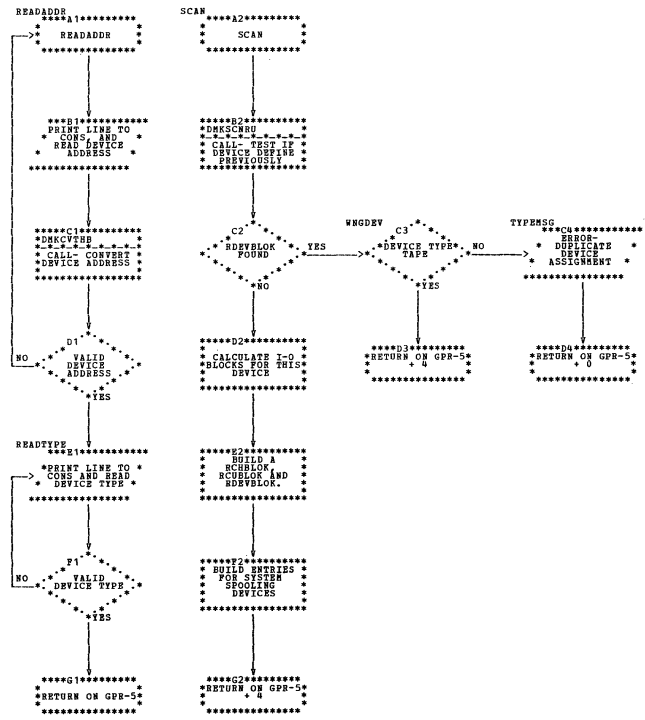 READADDR
A1
READADDR
B1
PRINT LINE TO
CONS, AND
READ DEVICE
ADDRESS
C1
DMKCVTHB
CALL- CONVERT
DEVICE ADDRESS
D1
VALID
DEVICE
ADDRESS
NO
YES
READTYPE
E1
PRINT LINE TO
CONS AND READ
DEVICE TYPE
F1
VALID
DEVICE TYPE
NO
YES
G1
RETURN ON GPR-5
SCAN
A2
SCAN
B2
DMKSCNRU
CALL- TEST IF
DEVICE DEFINE
PREVIOUSLY
C2
RDEVBLOK
FOUND
YES
NO
D2
CALCULATE I-O
BLOCKS FOR THIS
DEVICE
E2
BUILD A
RCHBLOK,
RCUBLOK AND
RDEVBLOK.
F2
BUILD ENTRIES
FOR SYSTEM
SPOOLING
DEVICES
G2
RETURN ON GPR-5
+ 4
WNGDEV
C3
DEVICE TYPE
TAPE
NO
YES
D3
RETURN ON GPR-5
+ 4
TYPEMSG
C4
ERROR-
DUPLICATE
DEVICE
ASSIGNMENT
D4
RETURN ON GPR-5
+ 0